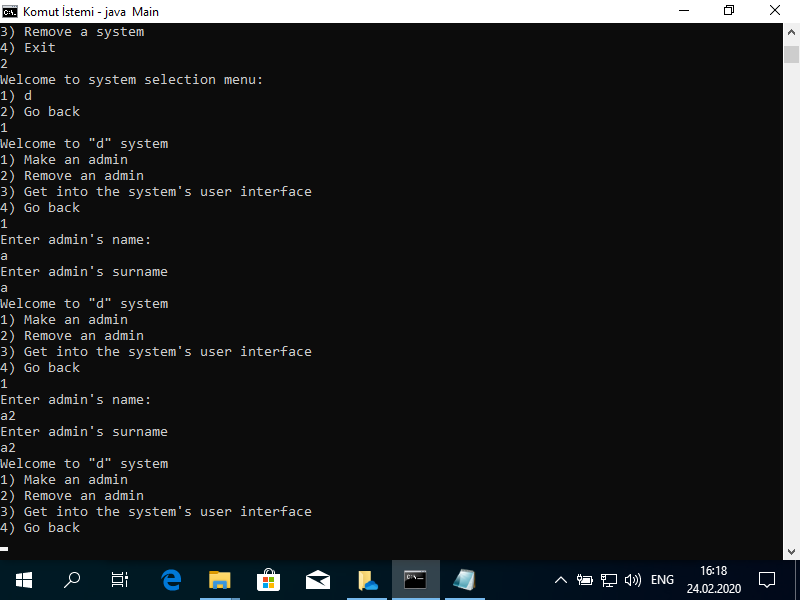 Komut İstemi - java  Main
3) Remove a system
4) Exit
2
Welcome to system selection menu:
1) d
2) Go back
1
Welcome to "d" system
1) Make an admin
2) Remove an admin
3) Get into the system's user interface
4) Go back
1
Enter admin's name:
a
Enter admin's surname
a
Welcome to "d" system
1) Make an admin
2) Remove an admin
3) Get into the system's user interface
4) Go back
1
Enter admin's name:
a2
Enter admin's surname
a2
Welcome to "d" system
1) Make an admin
2) Remove an admin
3) Get into the system's user interface
4) Go back
ENG
16:18
24.02.2020